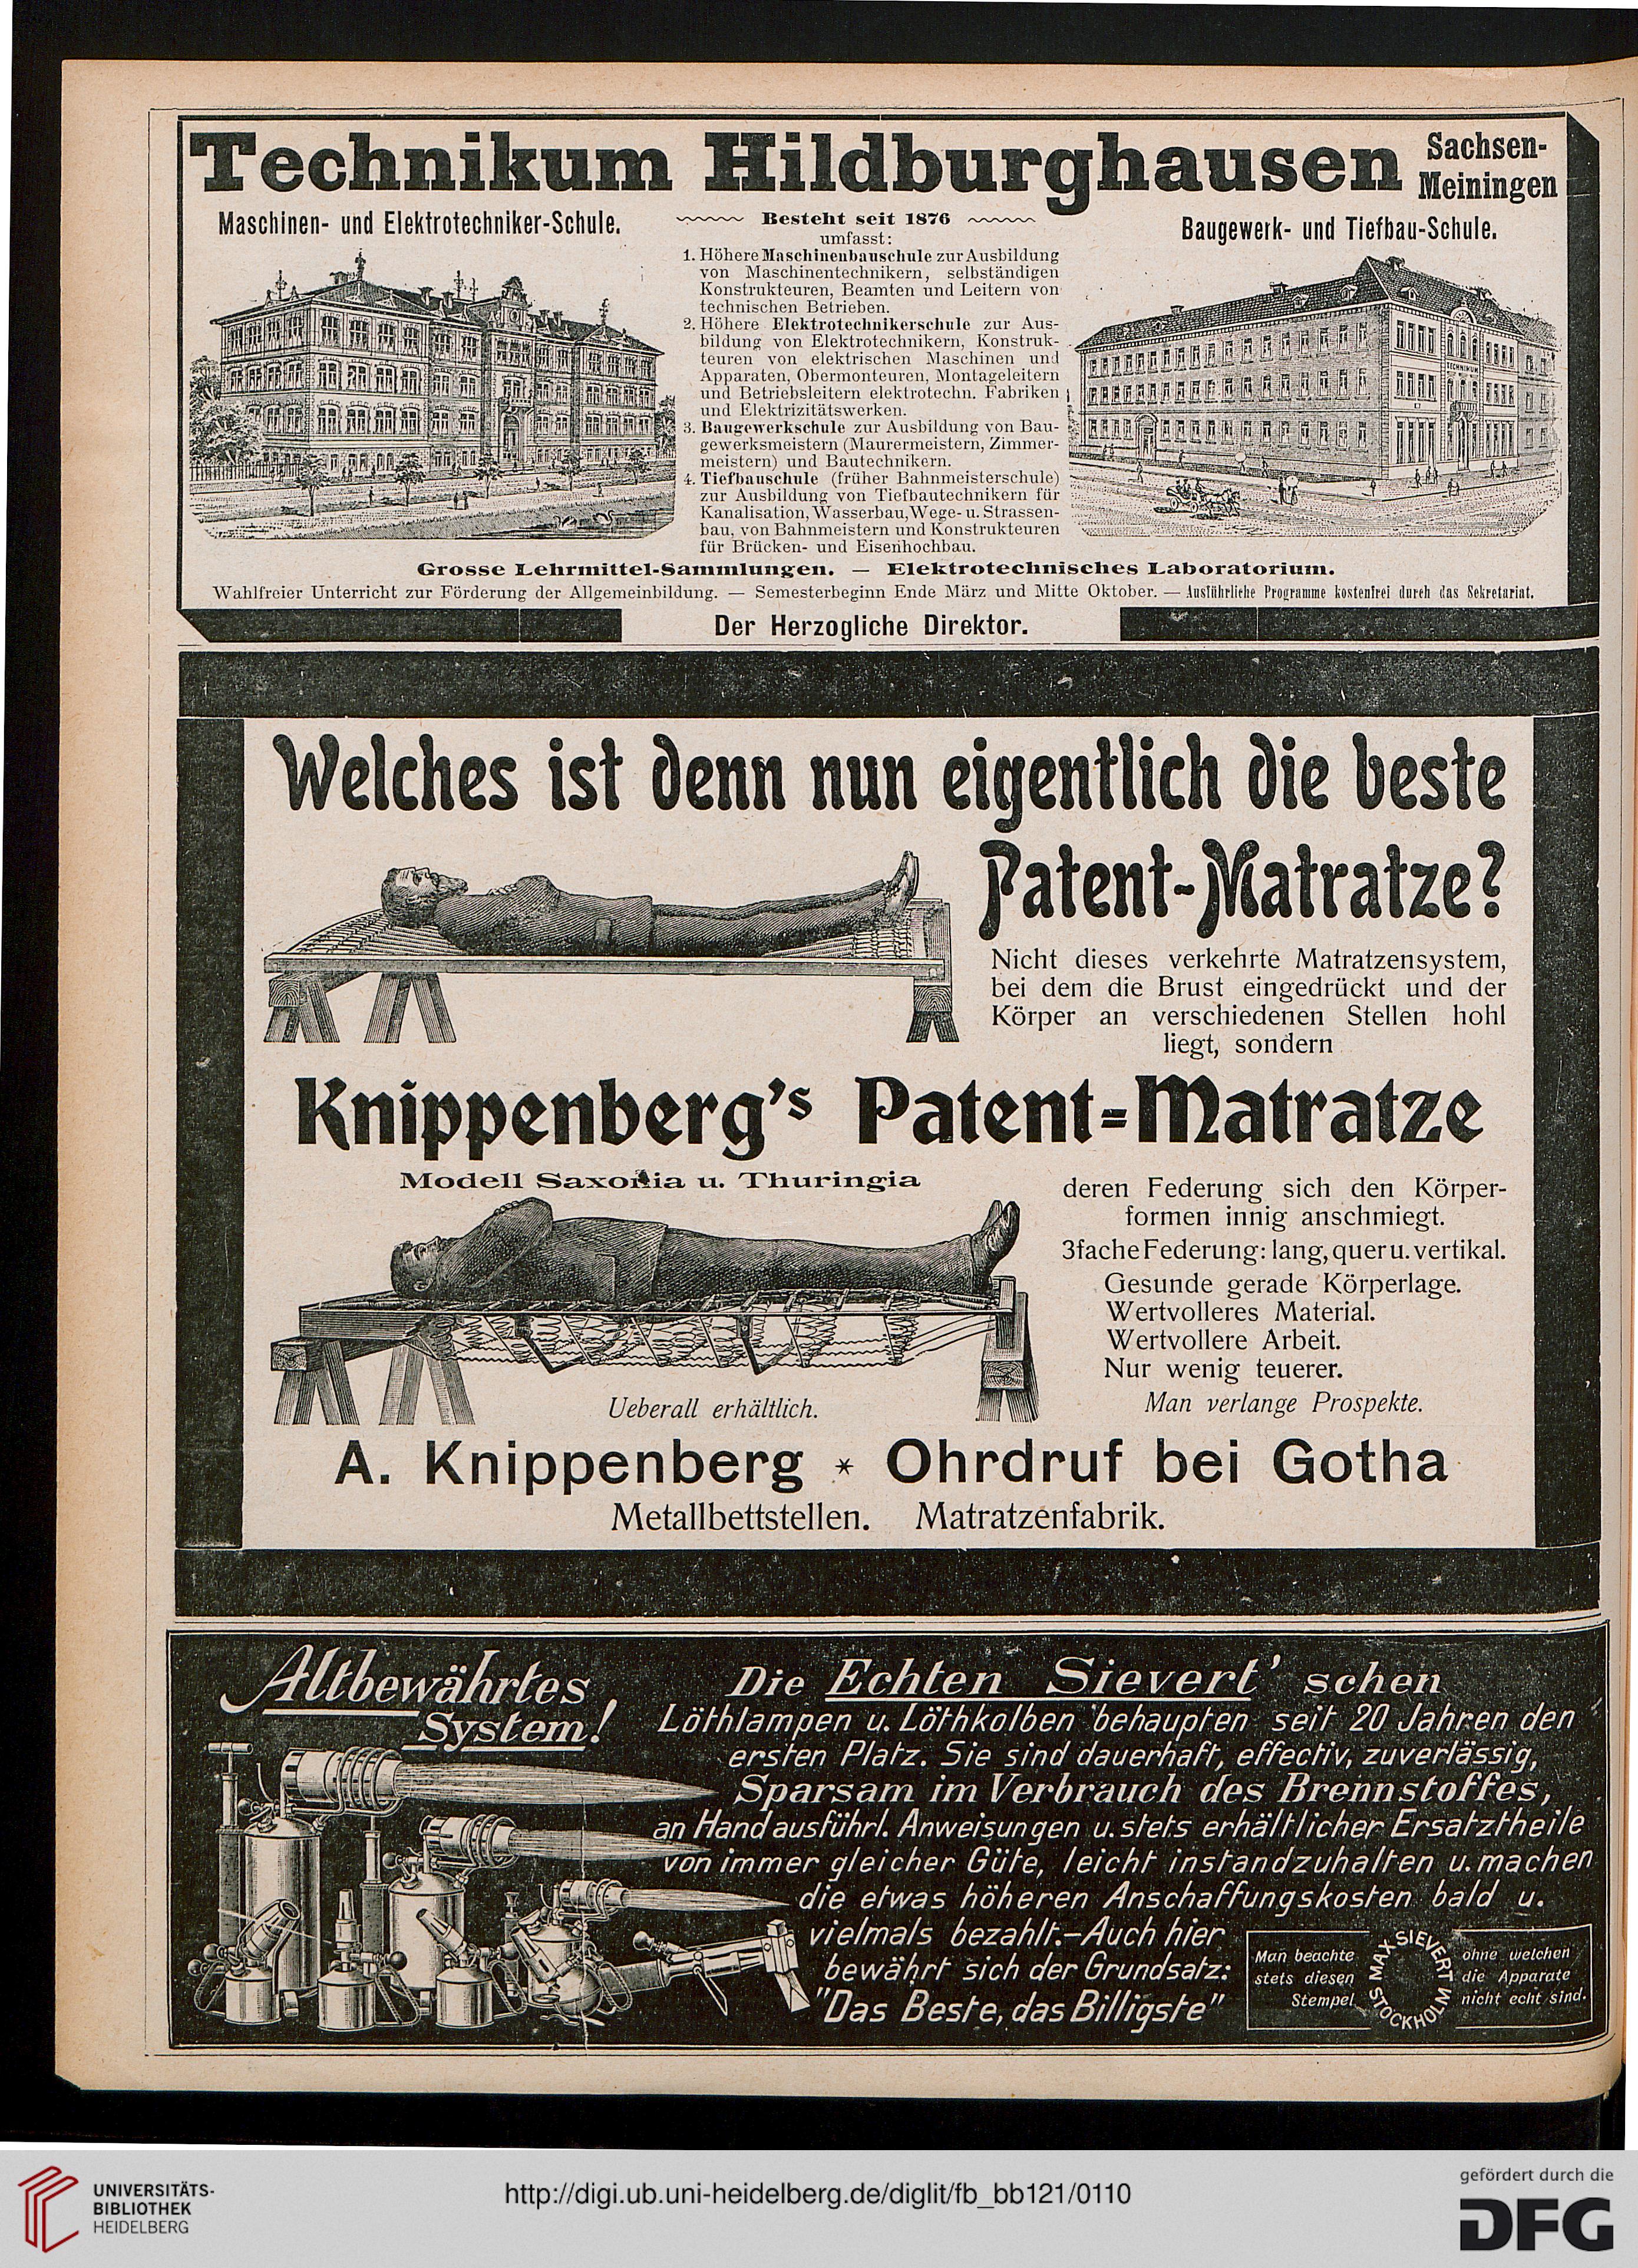 Technikum Hildburghausen Sachsen-
Meiningen
Maschinen- und Elektrotechniker-Schule.
Besteht seit 1876
umfasst:
1. Höhere Maschinenbauschule zur Ausbildung
von Maschinentechnikern, selbständigen
Konstrukteuren, Beamten und Leitern von
technischen Betrieben.
2. Höhere Elektrotechnikerschule zur Aus-
bildung von Elektrotechnikern, Konstruk-
teuren von elektrischen Maschinen und
Apparaten, Obermonteuren, Montageleitern
und Betriebsleitern elektrotechn. Fabriken
und Elektrizitätswerken.
3. Baugewerkschule zur Ausbildung von Bau-
gewerksmeistern (Maurermeistern, Zimmer-
meistern) und Bautechnikern.
4. Tiefbauschule (früher Bahnmeisterschule)
zur Ausbildung von Tiefbautechnikern für
Kanalisation, Wasserbau, Wege- u. Strassen-
bau, von Bahnmeistern und Konstrukteuren
für Brücken- und Eisenhochbau.
Baugewerk- und Tiefbau-Schule.
TECHNIKUM
Grosse Lehrmittel-Sammlungen. — Elektrotechnisches Laboratorium.
Wahlfreier Unterricht zur Förderung der Allgemeinbildung. — Semesterbeginn Ende März und Mitte Oktober. — Ausführliche Programme kostenfrei durch das Sekretariat.
Der Herzogliche Direktor.
Welches ist denn nun eigentlich die beste
Patent-Matratze?
Nicht dieses verkehrte Matratzensystem,
bei dem die Brust eingedrückt und der
Körper an verschiedenen Stellen hohl
liegt, sondern
Knippenberg's Patent-Matratze
Modell Saxonia u. Thuringia
deren Federung sich den Körper-
formen innig anschmiegt.
3fache Federung: lang, quer u. vertikal.
Gesunde gerade Körperlage.
Wertvolleres Material.
Wertvollere Arbeit.
Nur wenig teuerer.
Ueberall erhältlich.
Man verlange Prospekte.
A. Knippenberg * Ohrdruf bei Gotha
Metallbettstellen. Matratzenfabrik.
Altbewährtes
System!
Die Echten Sievert' schen
Löthlampen u. Löthkolben behaupten seit 20 Jahren den
ersten Platz. Sie sind dauerhaft, effectiv, zuverlässig,
Sparsam im Verbrauch des Brennstoffes,
an Hand ausführl. Anweisungen u. stets erhältlicher Ersatztheile
von immer gleicher Güte, leicht instandzuhalten u. machen
die etwas höheren Anschaffungskosten bald u.
vielmals bezahlt.-Auch hier
bewährt sich der Grundsatz:
"Das Beste, das Billigste"
Man beachte
stets diesen
Stempel
MAX SIEVERT
STOCKHOLM
ohne welchen
die Apparate
nicht echt sind.
UNIVERSITÄTS-
BIBLIOTHEK
HEIDELBERG
http://digi.ub.uni-heidelberg.de/diglit/fb_bb121/0110
gefördert durch die
DFG